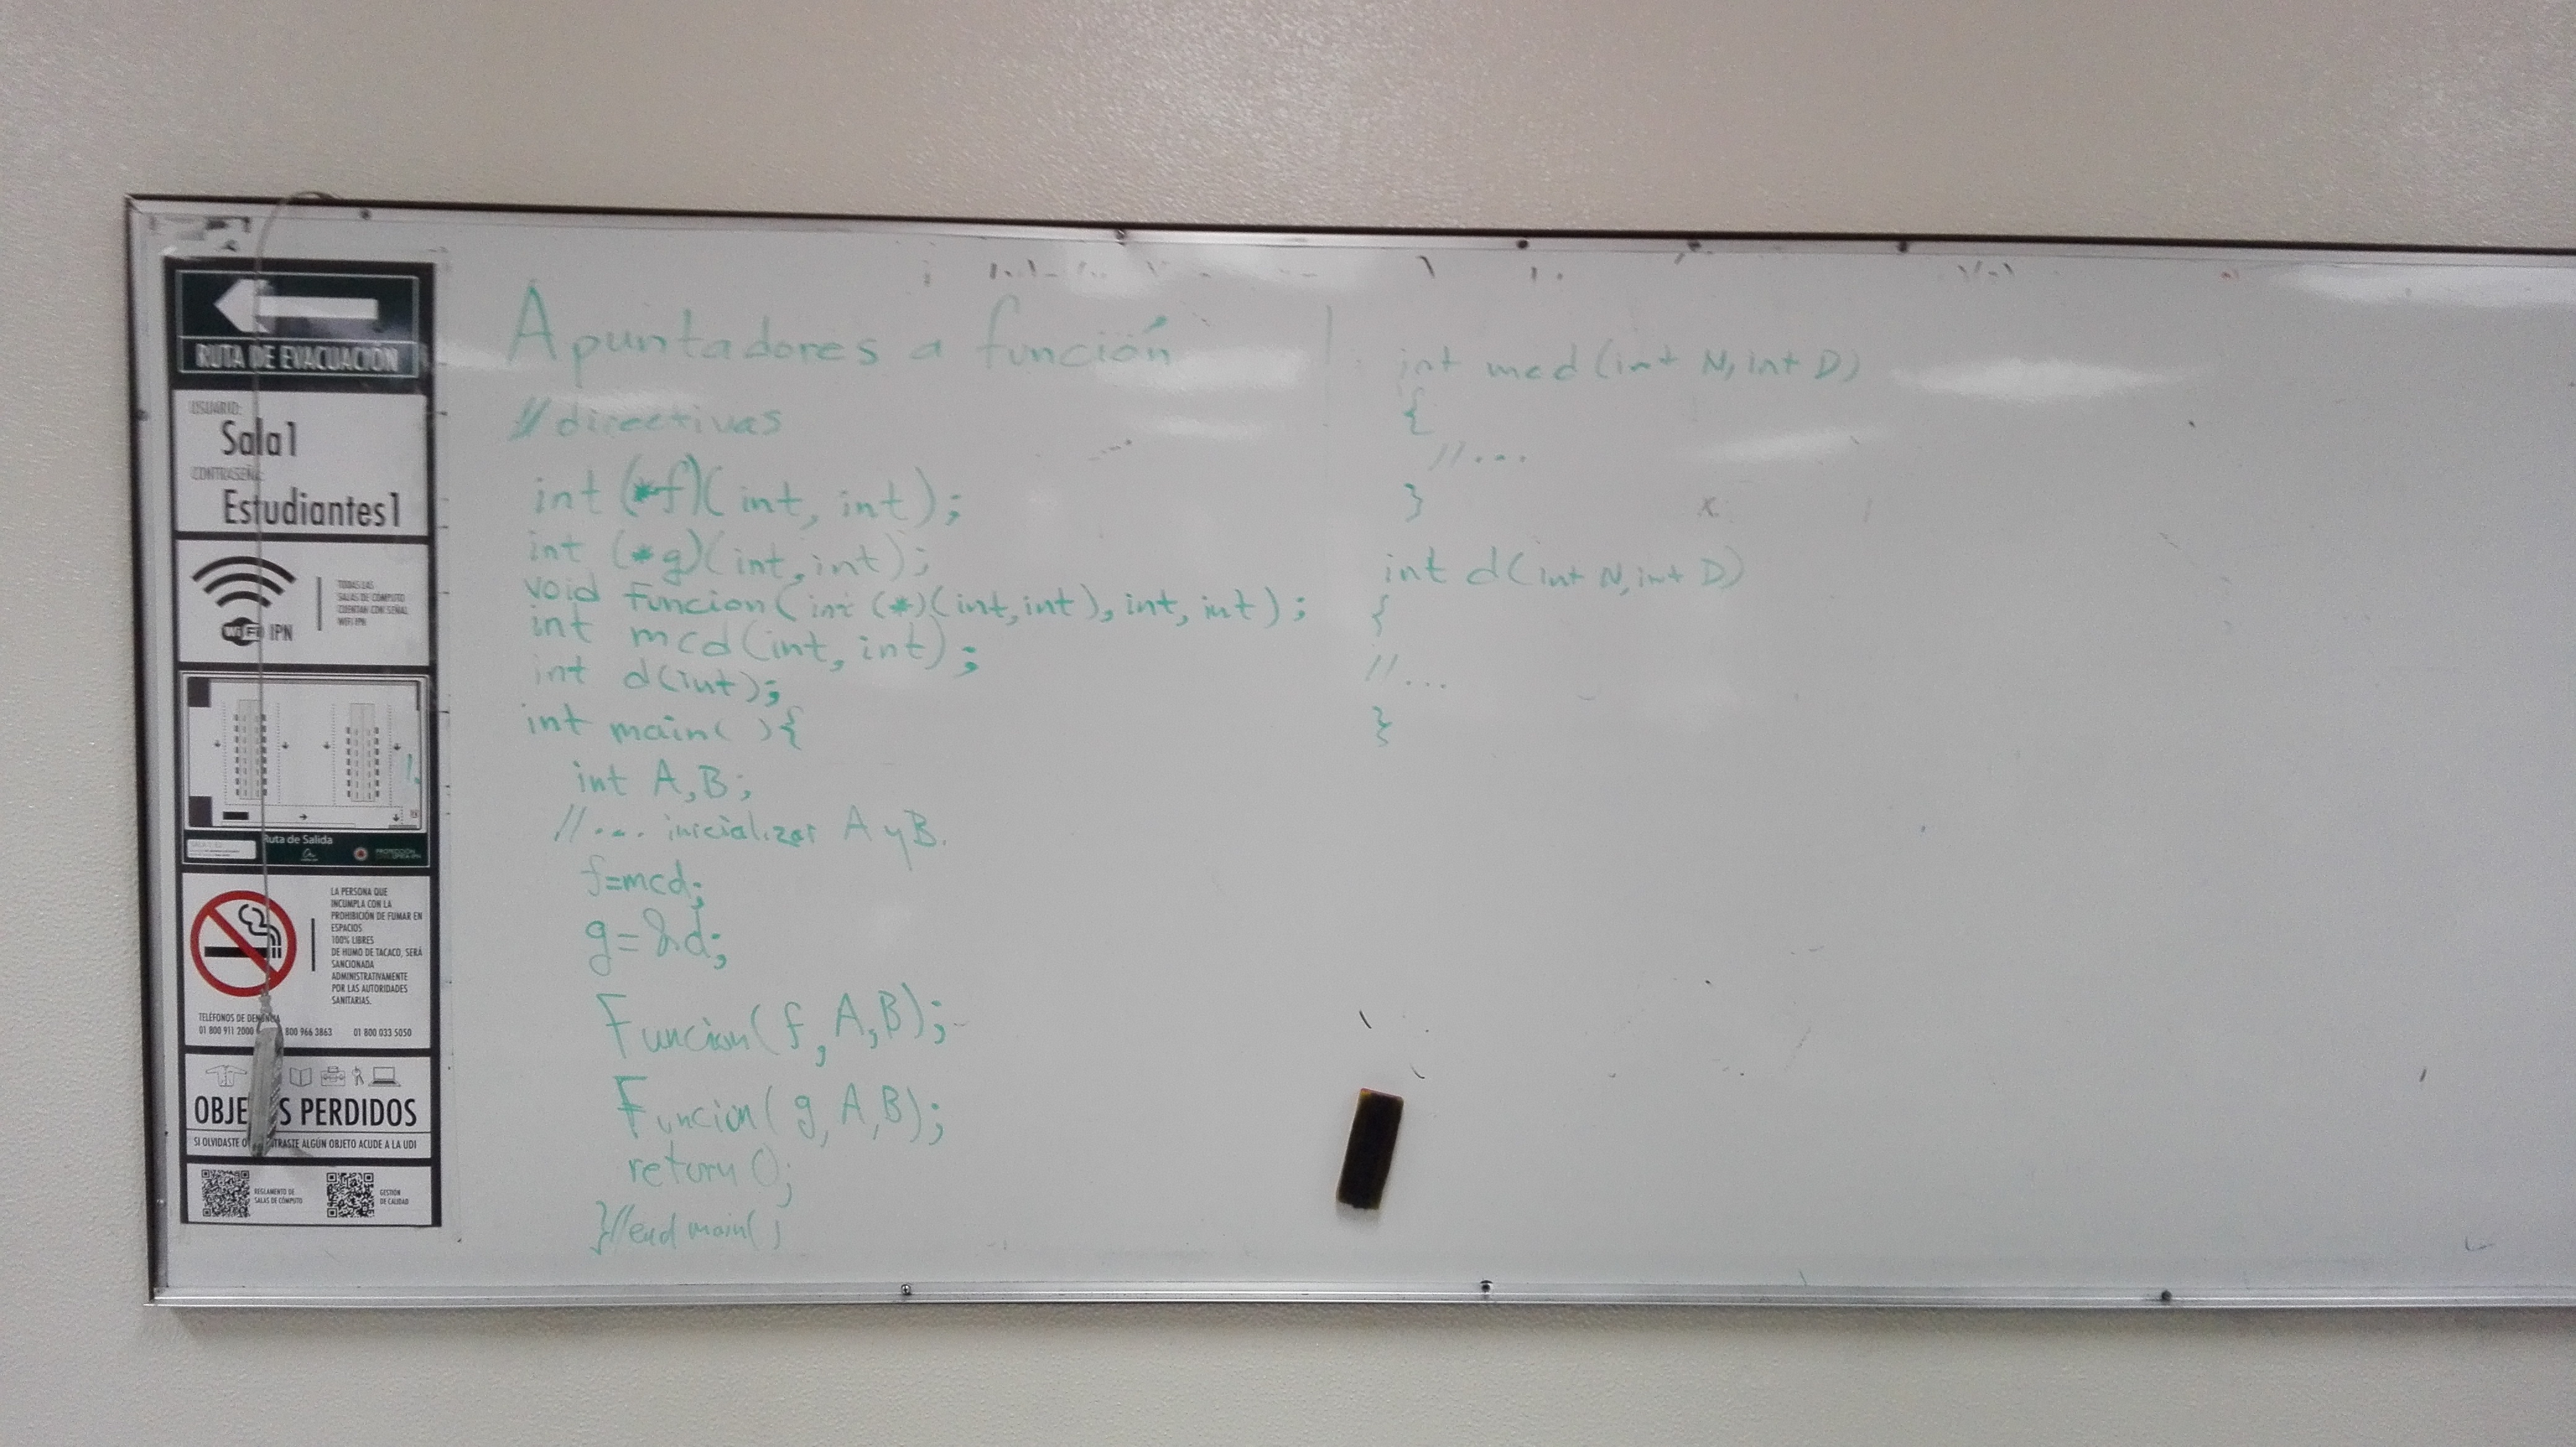 RUTA DE EVACUACIÓN
USUARIO:
Sala1
CONTRASEÑA:
Estudiantes1
WiFi IPN
TODAS LAS
SALAS DE COMPUTO
CUENTAN CON SEÑAL
WIFI IPN
Ruta de Salida
LA PERSONA QUE
INCUMPLA CON LA
PROHIBICIÓN DE FUMAR EN
ESPACIOS
100% LIBRES
DE HUMO DE TACACO, SERÁ
SANCIONADA
ADMINISTRATIVAMENTE
POR LAS AUTORIDADES
SANITARIAS.
TELÉFONOS DE DENUNCIA
01 800 911 2000 800 966 3863 01 800 033 5050
OBJE S PERDIDOS
SI OLVIDASTE O TRASTE ALGÚN OBJETO ACUDE A LA UDI
REGLAMENTO DE
SALAS DE CÓMPUTO
GESTIÓN
DE CALIDAD
Apuntadores a función
//directivas
int (*f)(int, int);
int (*g)(int, int);
void funcion(int (*)(int, int), int, int);
int mcd(int, int);
int d(int);
int main( ){
int A, B;
//... inicializar A y B.
f=mcd;
g=&d;
Funcion(f, A, B);
Funcion(g, A, B);
return 0;
}//end main()
int mcd(int N, int D)
{
//...
}
int d(int N, int D)
{
//...
}